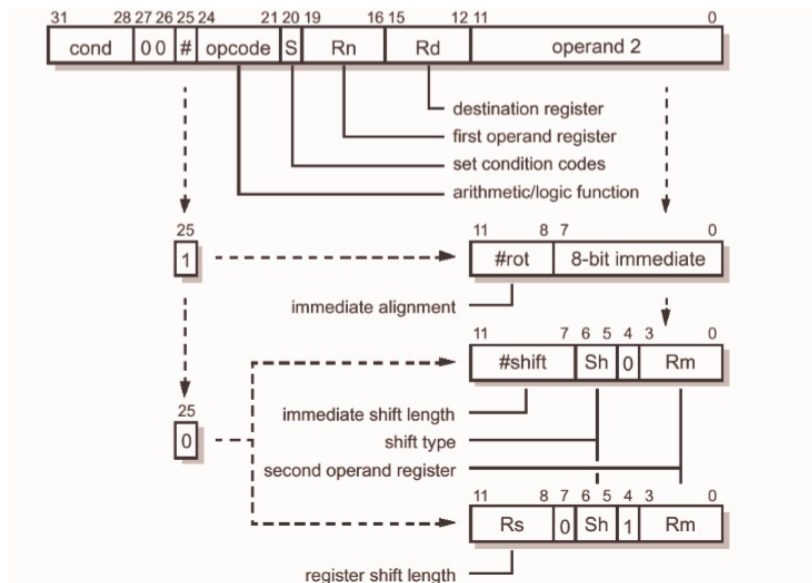 31 28 27 26 25 24 21 20 19 16 15 12 11 0
cond 0 0 # opcode S Rn Rd operand 2
destination register
first operand register
set condition codes
arithmetic/logic function
25
1
11 8 7 0
#rot 8-bit immediate
immediate alignment
11 7 6 5 4 3 0
#shift Sh 0 Rm
25
0
immediate shift length
shift type
second operand register
11 8 7 6 5 4 3 0
Rs 0 Sh 1 Rm
register shift length